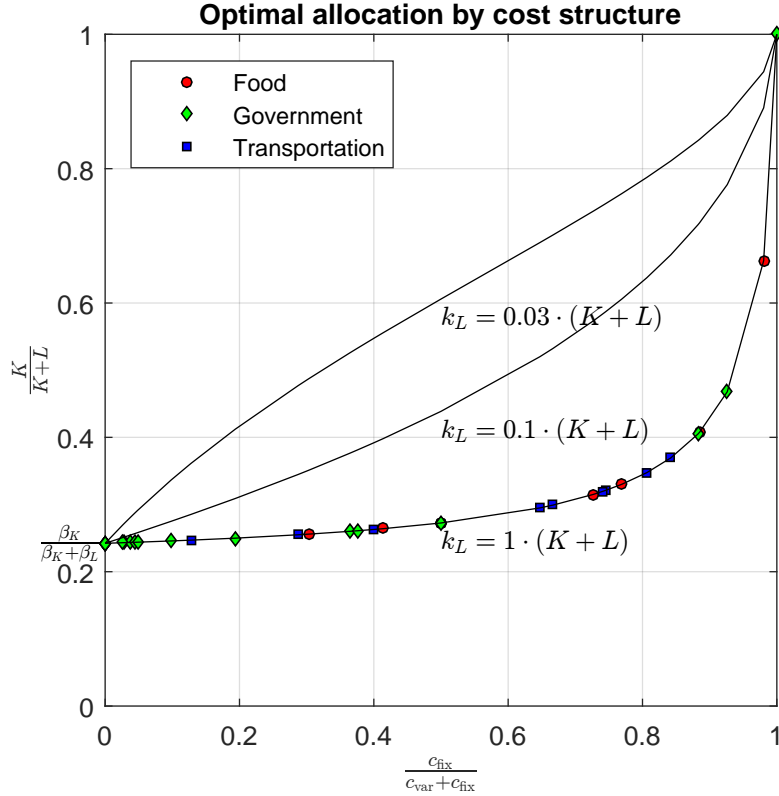 Optimal allocation by cost structure
1
Food
Government
Transportation
0.8
0.6
k_L = 0.03 · (K + L)
K/(K+L)
0.4
k_L = 0.1 · (K + L)
β_K/(β_K+β_L)
k_L = 1 · (K + L)
0.2
0
0 0.2 0.4 0.6 0.8 1
c_fix/(c_var+c_fix)